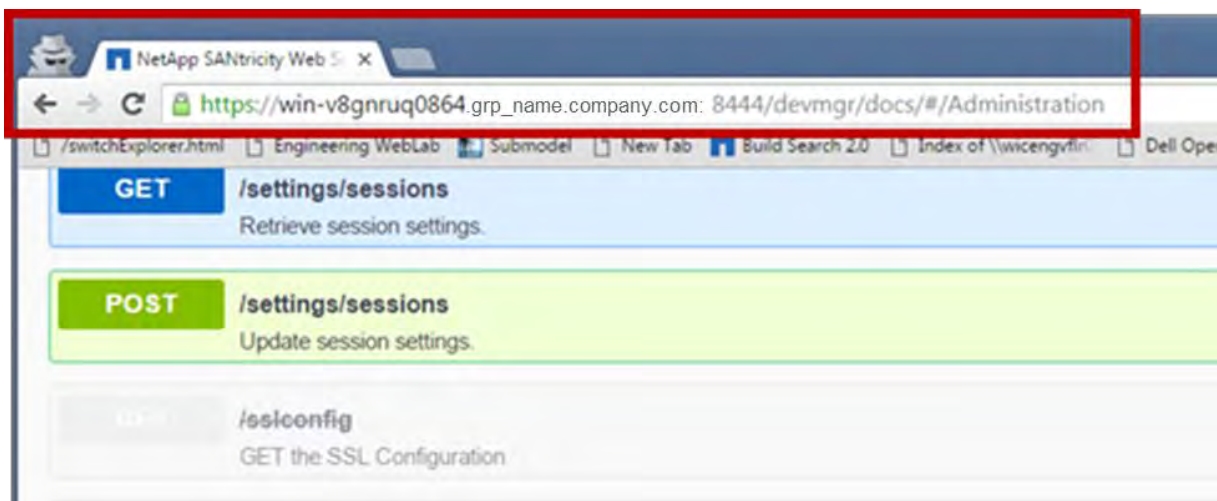 NetApp SANtricity Web S
https://win-v8gnruq0864.grp_name.company.com: 8444/devmgr/docs/#/Administration
/switchExplorer.html Engineering WebLab Submodel New Tab Build Search 2.0 Index of Dell Ope
GET /settings/sessions
Retrieve session settings.
POST /settings/sessions
Update session settings.
/sslconfig
GET the SSL Configuration